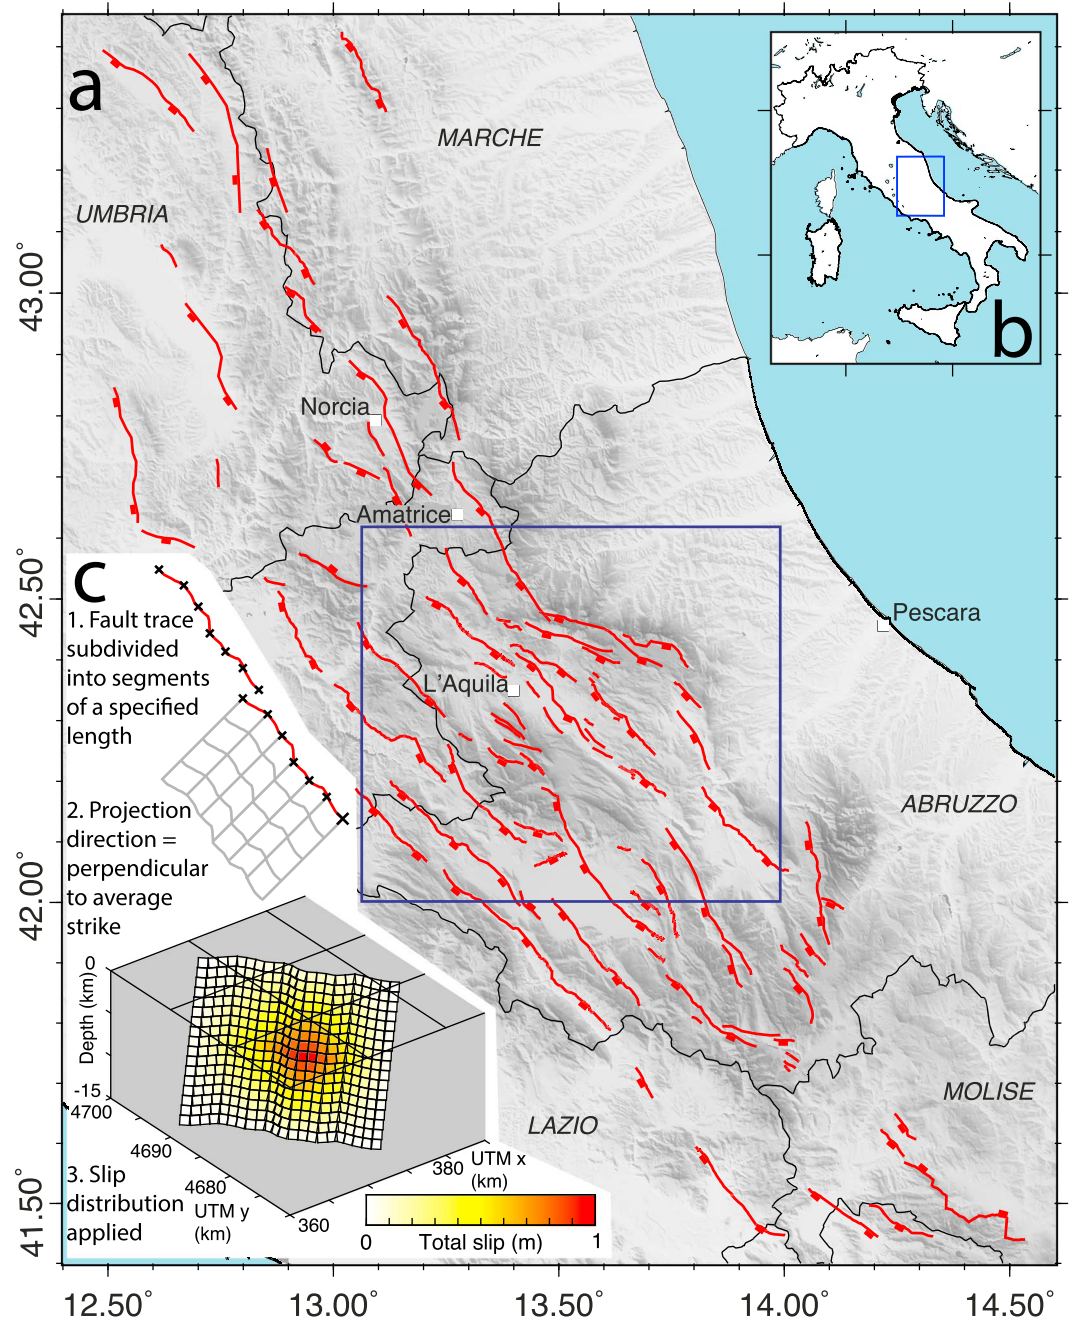 a
MARCHE
UMBRIA
b
43.00°
Norcia
Amatrice
42.50°
c
1. Fault trace
subdivided
into segments
of a specified
length
Pescara
L'Aquila
2. Projection
direction =
perpendicular
to average
strike
ABRUZZO
42.00°
0
Depth (km)
-15
4700
4690
4680
UTM y
(km)
360
380
UTM x
(km)
3. Slip
distribution
applied
0
1
Total slip (m)
LAZIO
MOLISE
41.50°
12.50°
13.00°
13.50°
14.00°
14.50°